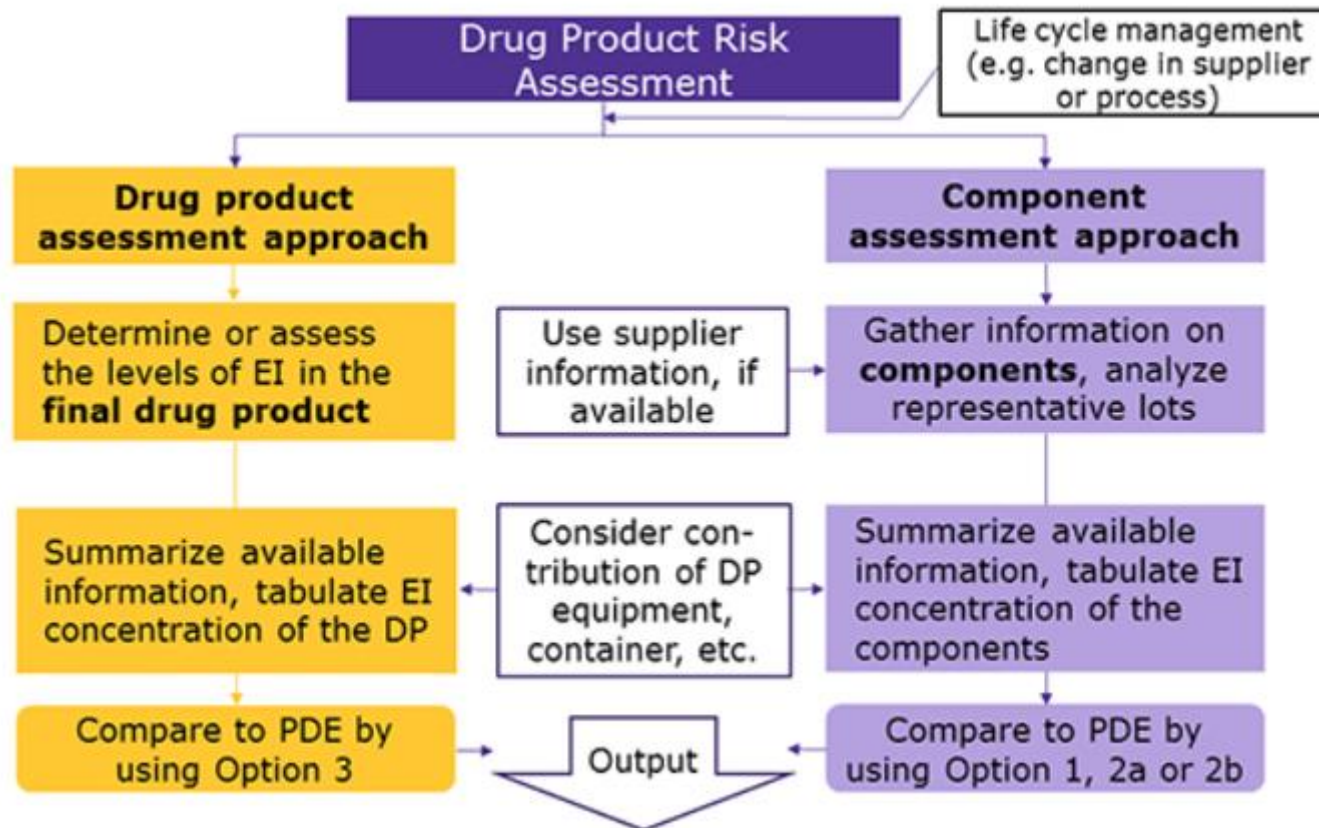 Drug Product Risk
Assessment
Life cycle management
(e.g. change in supplier
or process)
Drug product
assessment approach
Component
assessment approach
Determine or assess
the levels of EI in the
final drug product
Use supplier
information, if
available
Gather information on
components, analyze
representative lots
Summarize available
information, tabulate EI
concentration of the DP
Consider con-
tribution of DP
equipment,
container, etc.
Summarize available
information, tabulate EI
concentration of the
components
Compare to PDE by
using Option 3
Output
Compare to PDE by
using Option 1, 2a or 2b